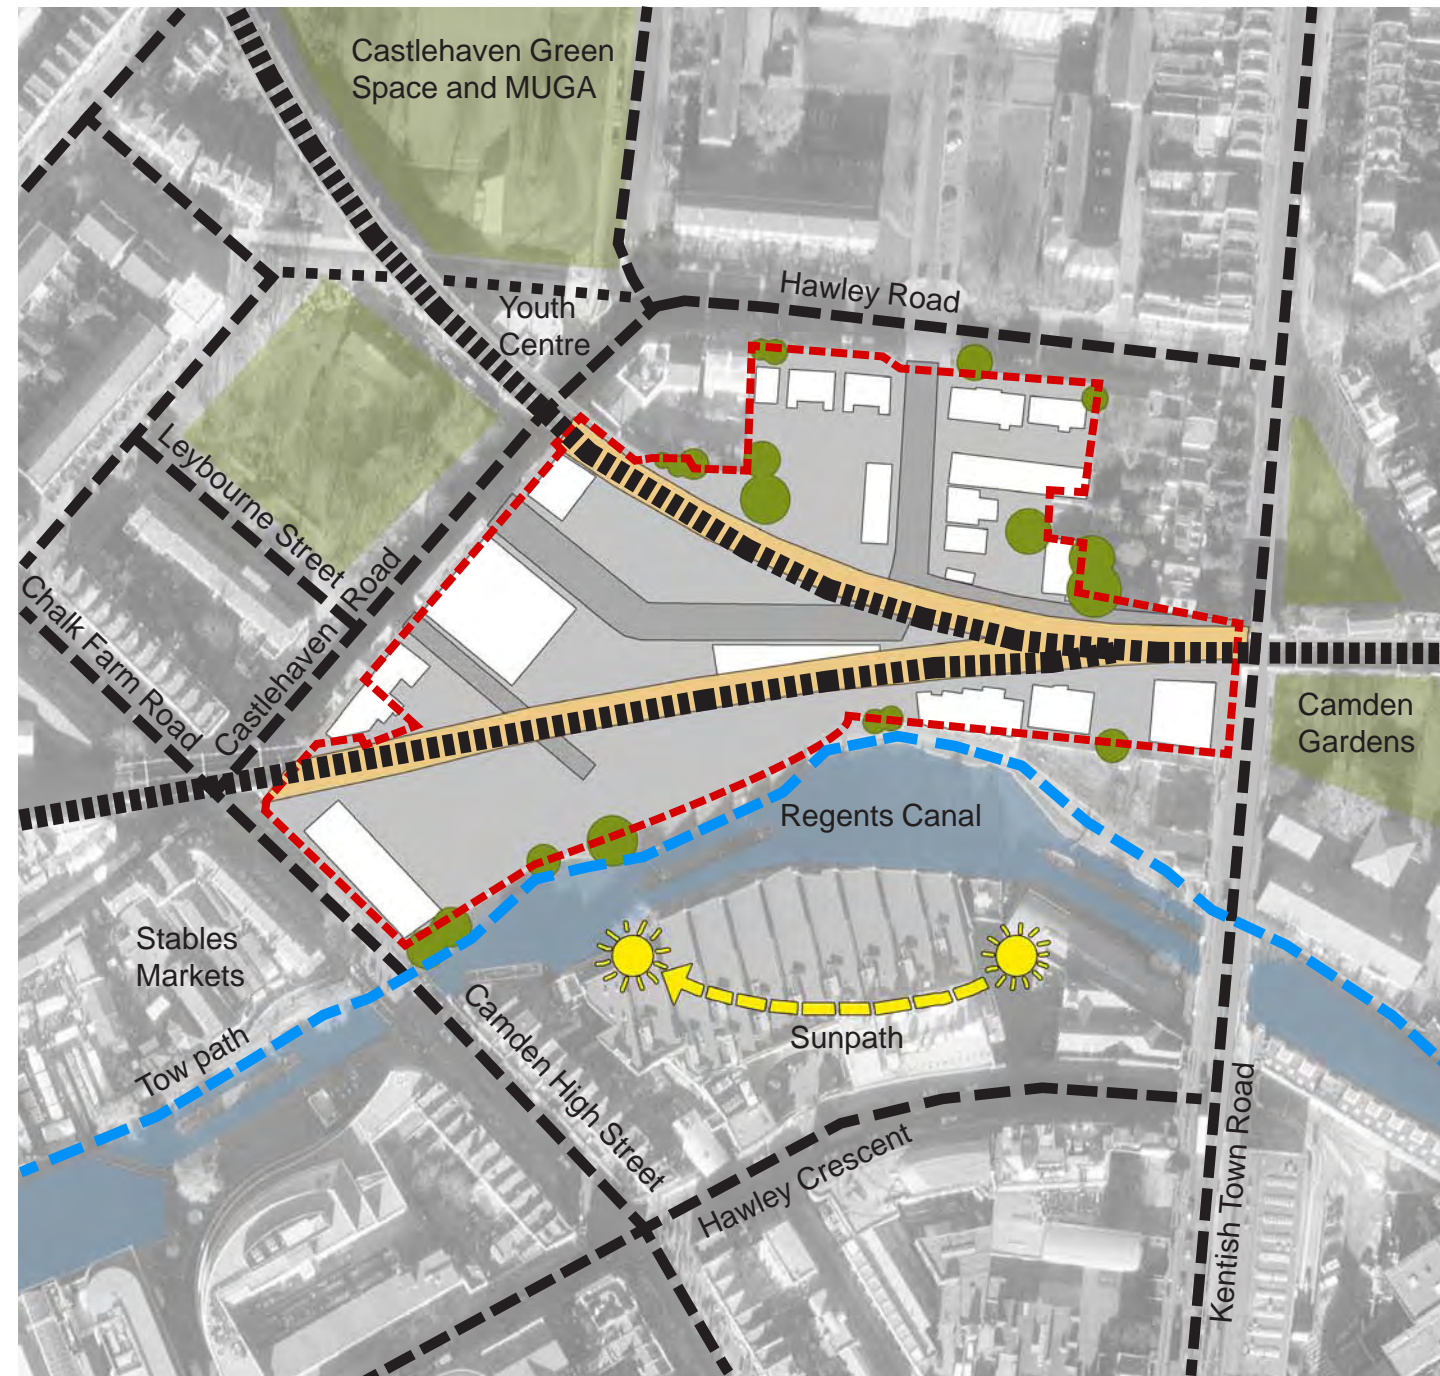 Castlehaven Green
Space and MUGA
Hawley Road
Youth
Centre
Leybourne Street
Castlehaven Road
Chalk Farm Road
Camden
Gardens
Regents Canal
Stables
Markets
Sunpath
Tow path
Camden High Street
Hawley Crescent
Kentish Town Road